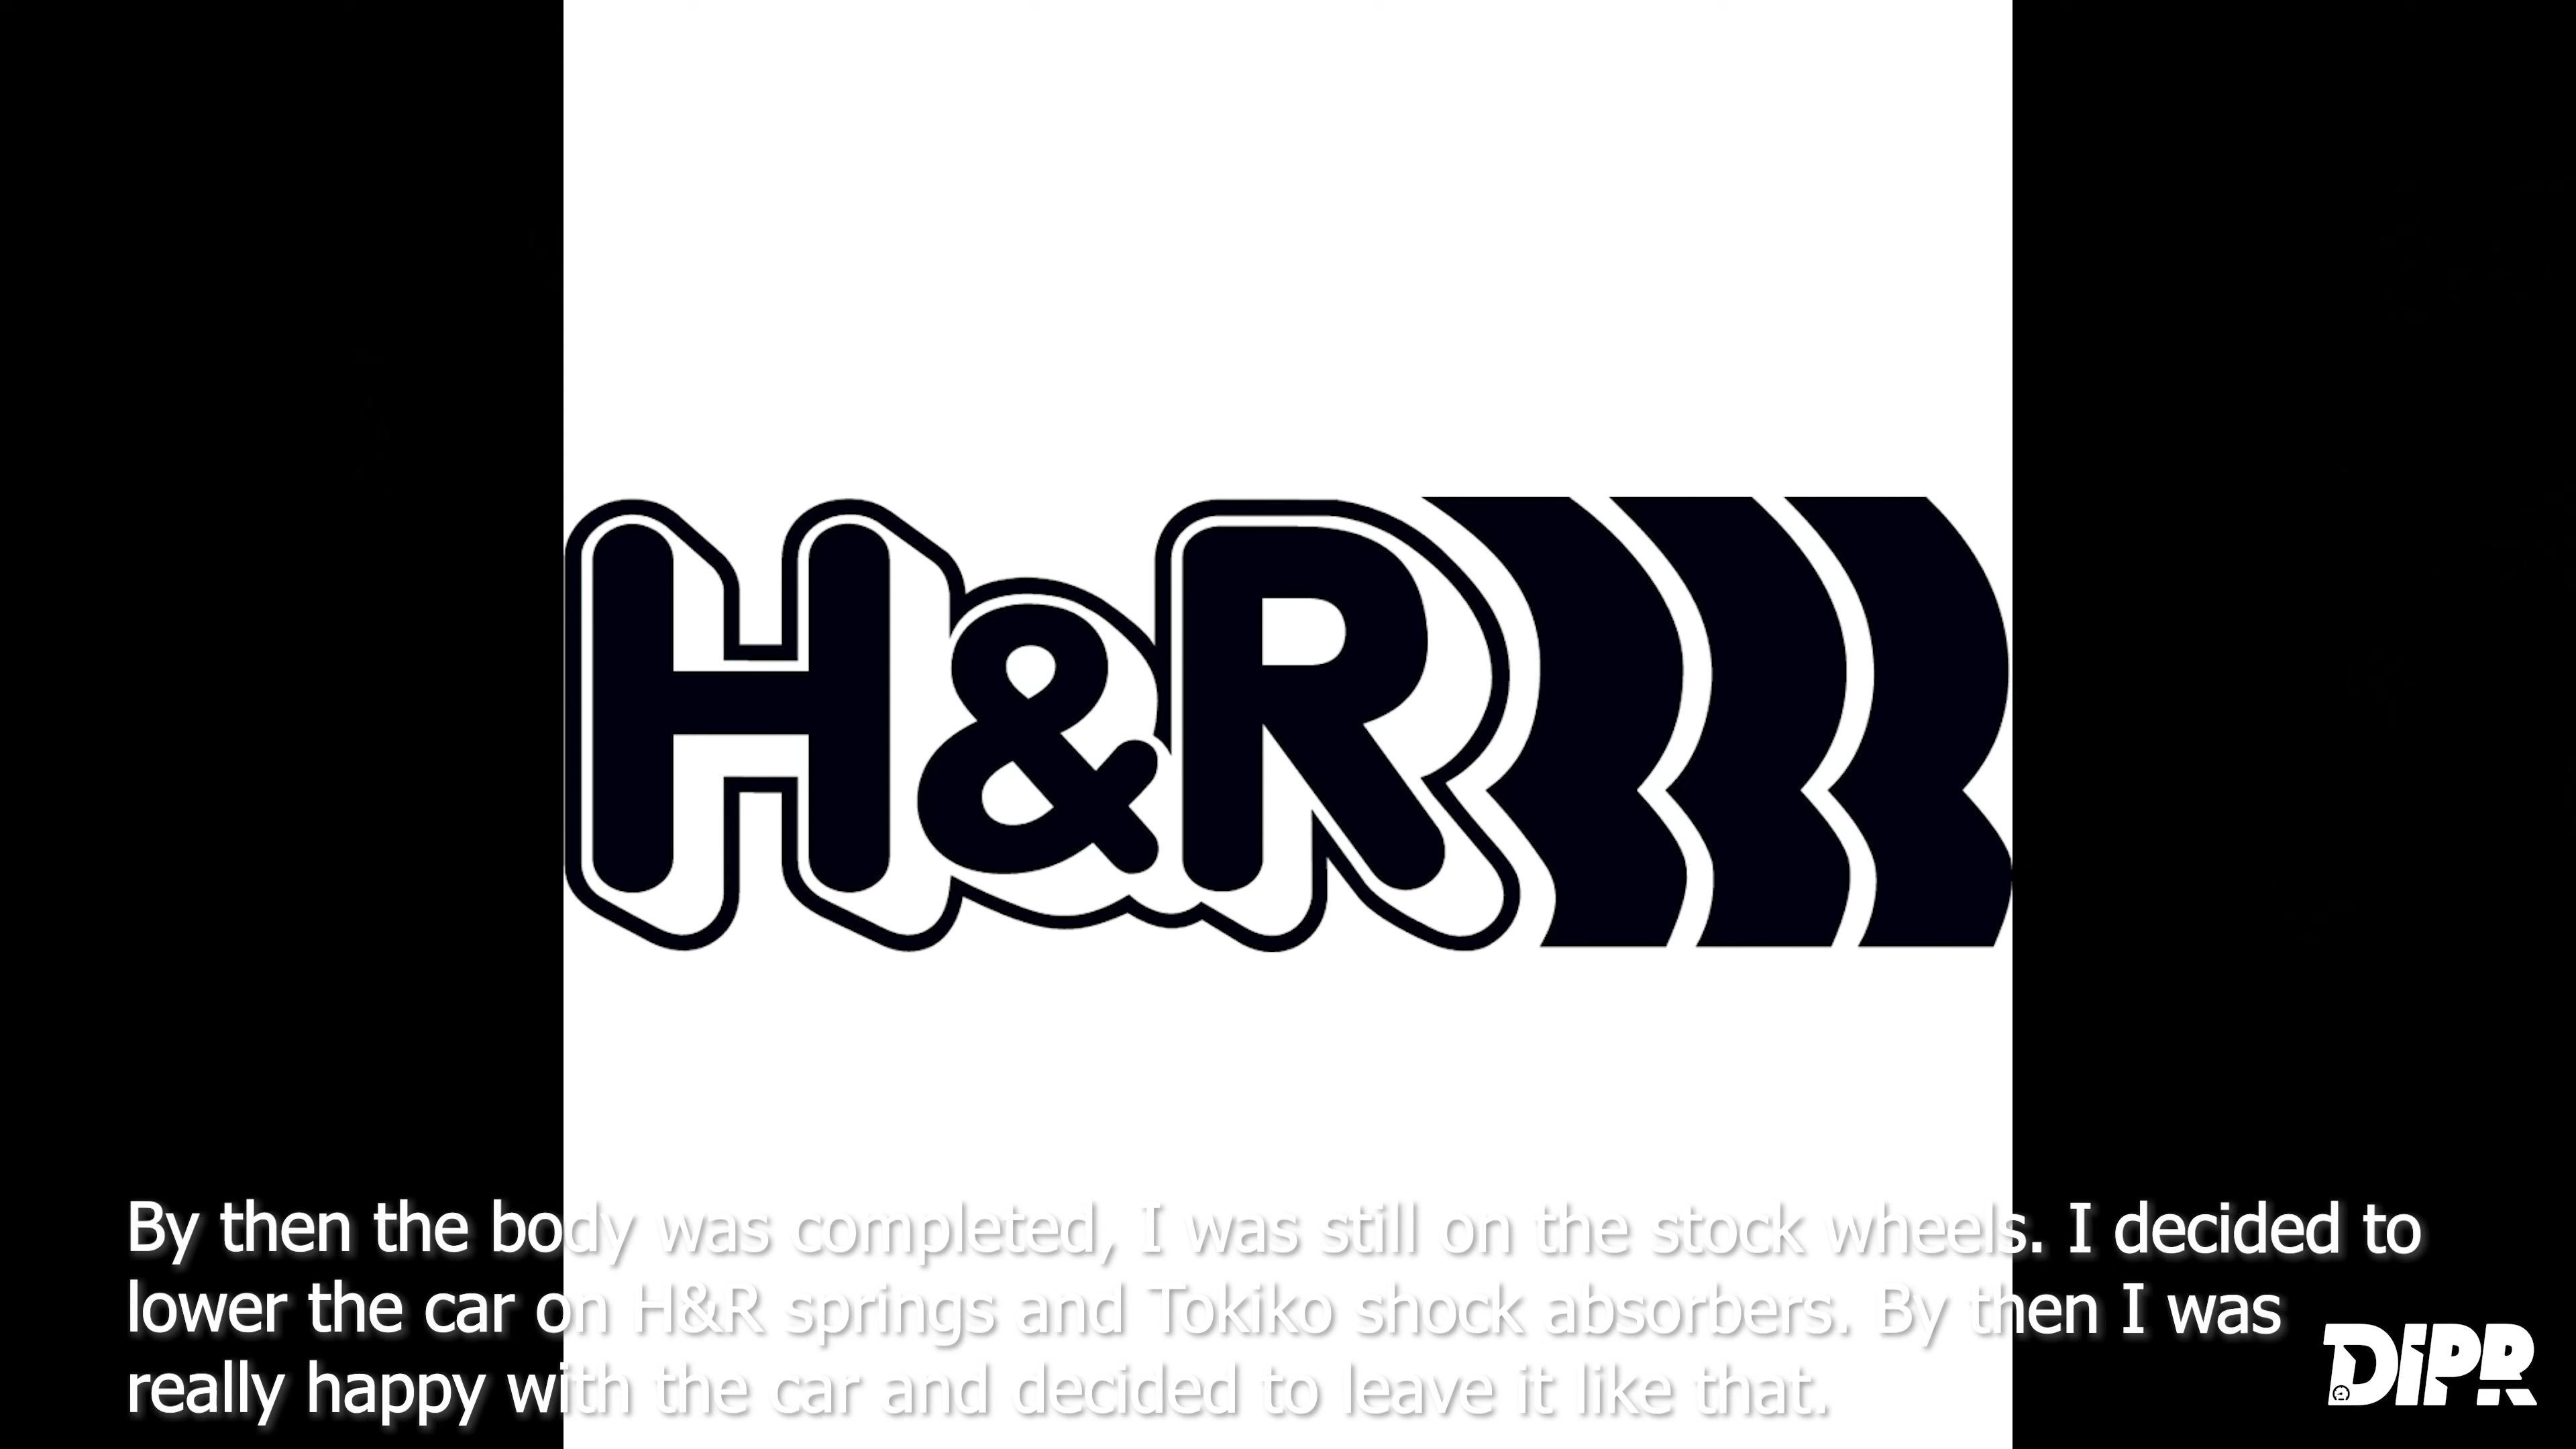 H&R
By then the body was completed, I was still on the stock wheels. I decided to
lower the car on H&R springs and Tokiko shock absorbers. By then I was
really happy with the car and decided to leave it like that.
DiPR